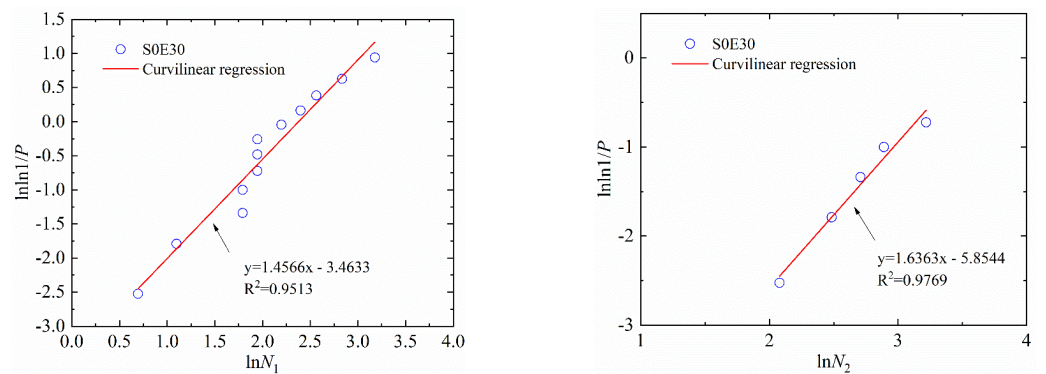 1.5
1.0
0.5
0.0
-0.5
-1.0
-1.5
-2.0
-2.5
-3.0
lnln1/P
S0E30
Curvilinear regression
y=1.4566x - 3.4633
R²=0.9513
0.0 0.5 1.0 1.5 2.0 2.5 3.0 3.5 4.0
lnN₁
0
-1
-2
-3
lnln1/P
S0E30
Curvilinear regression
y=1.6363x - 5.8544
R²=0.9769
1 2 3 4
lnN₂